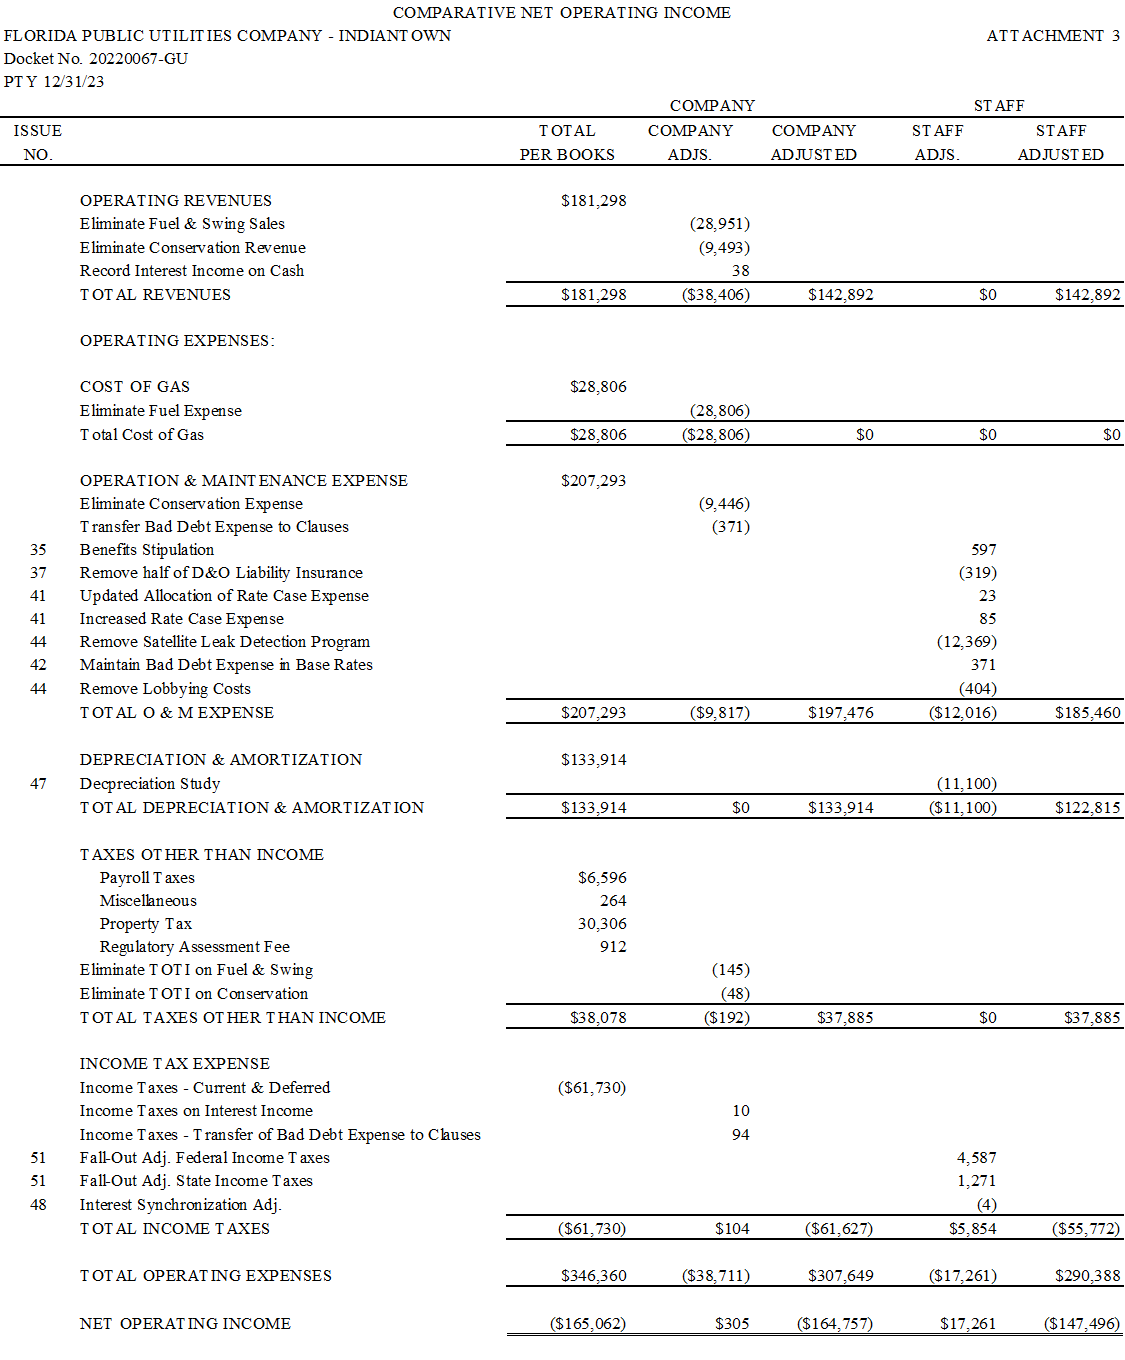 COMPARATIVE NET OPERATING INCOME
FLORIDA PUBLIC UTILITIES COMPANY - INDIANTOWN ATTACHMENT 3
Docket No. 20220067-GU
PTY 12/31/23
COMPANY STAFF
ISSUE TOTAL COMPANY COMPANY STAFF STAFF
NO. PER BOOKS ADJS. ADJUSTED ADJS. ADJUSTED
OPERATING REVENUES $181,298
Eliminate Fuel & Swing Sales (28,951)
Eliminate Conservation Revenue (9,493)
Record Interest Income on Cash 38
TOTAL REVENUES $181,298 ($38,406) $142,892 $0 $142,892
OPERATING EXPENSES:
COST OF GAS $28,806
Eliminate Fuel Expense (28,806)
Total Cost of Gas $28,806 ($28,806) $0 $0 $0
OPERATION & MAINTENANCE EXPENSE $207,293
Eliminate Conservation Expense (9,446)
Transfer Bad Debt Expense to Clauses (371)
35 Benefits Stipulation 597
37 Remove half of D&O Liability Insurance (319)
41 Updated Allocation of Rate Case Expense 23
41 Increased Rate Case Expense 85
44 Remove Satellite Leak Detection Program (12,369)
42 Maintain Bad Debt Expense in Base Rates 371
44 Remove Lobbying Costs (404)
TOTAL O & M EXPENSE $207,293 ($9,817) $197,476 ($12,016) $185,460
DEPRECIATION & AMORTIZATION $133,914
47 Decpreciation Study (11,100)
TOTAL DEPRECIATION & AMORTIZATION $133,914 $0 $133,914 ($11,100) $122,815
TAXES OTHER THAN INCOME
Payroll Taxes $6,596
Miscellaneous 264
Property Tax 30,306
Regulatory Assessment Fee 912
Eliminate TOTI on Fuel & Swing (145)
Eliminate TOTI on Conservation (48)
TOTAL TAXES OTHER THAN INCOME $38,078 ($192) $37,885 $0 $37,885
INCOME TAX EXPENSE
Income Taxes - Current & Deferred ($61,730)
Income Taxes on Interest Income 10
Income Taxes - Transfer of Bad Debt Expense to Clauses 94
51 Fall-Out Adj. Federal Income Taxes 4,587
51 Fall-Out Adj. State Income Taxes 1,271
48 Interest Synchronization Adj. (4)
TOTAL INCOME TAXES ($61,730) $104 ($61,627) $5,854 ($55,772)
TOTAL OPERATING EXPENSES $346,360 ($38,711) $307,649 ($17,261) $290,388
NET OPERATING INCOME ($165,062) $305 ($164,757) $17,261 ($147,496)